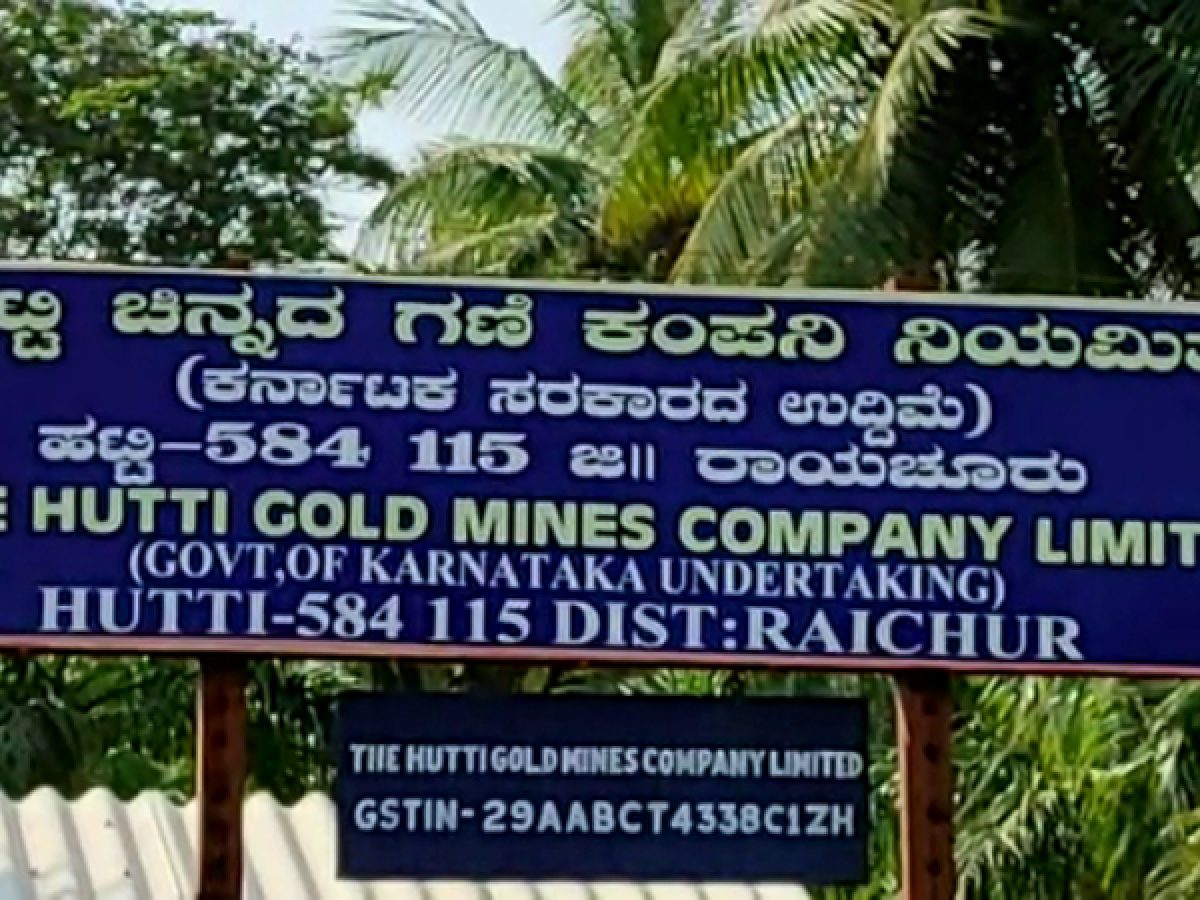 ಟ್ಟಿ ಚಿನ್ನದ ಗಣಿ ಕಂಪನಿ ನಿಯಮಿತ
(ಕರ್ನಾಟಕ ಸರಕಾರದ ಉದ್ದಿಮೆ)
ಹಟ್ಟಿ-584 115 ಜಿ॥ ರಾಯಚೂರು
E HUTTI GOLD MINES COMPANY LIMIT
(GOVT,OF KARNATAKA UNDERTAKING)
HUTTI-584 115 DIST:RAICHUR
THE HUTTI GOLD MINES COMPANY LIMITED
GSTIN-29AABCT4338C1ZH